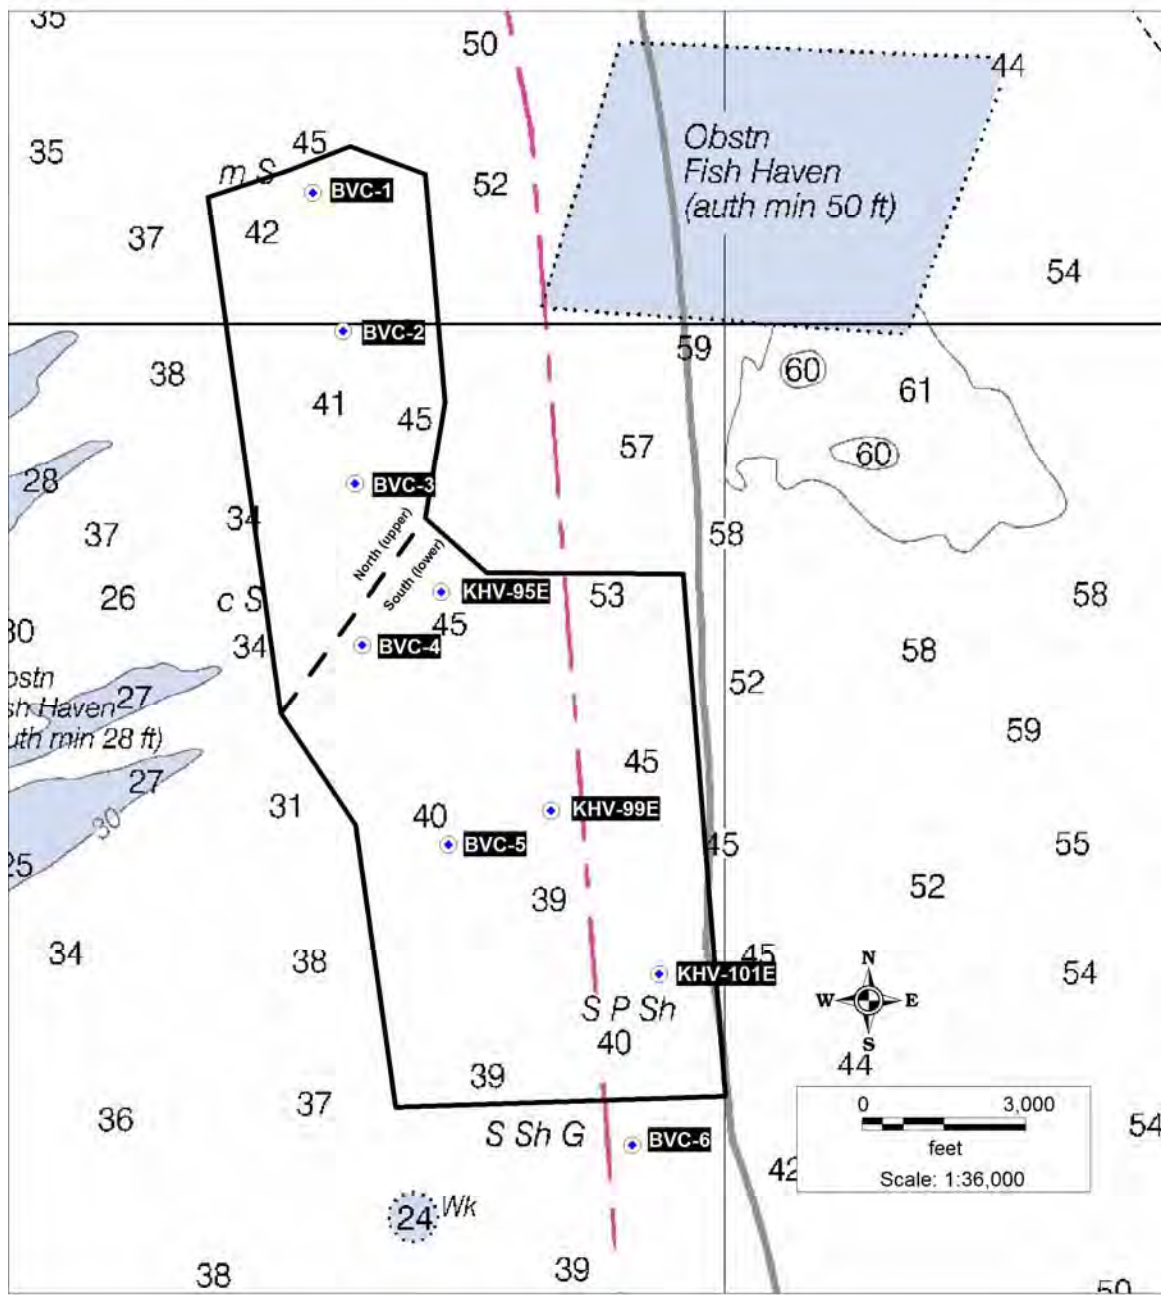 35
50
44
Obstn
Fish Haven
(auth min 50 ft)
45
35
m S
BVC-1
52
42
37
54
BVC-2
59
38
60
61
41
45
57
60
28
BVC-3
34
North (upper)
South (lower)
37
58
26
c S
KHV-95E
53
58
45
30
34
BVC-4
58
ostn
sh Haven
27
52
uth min 28 ft)
59
45
27
31
40
KHV-99E
30
BVC-5
45
55
25
39
52
34
38
45
KHV-101E
54
N
W
E
S
S P Sh
40
44
39
37
36
0
3,000
feet
Scale: 1:36,000
54
S Sh G
BVC-6
42
24
Wk
38
39
50